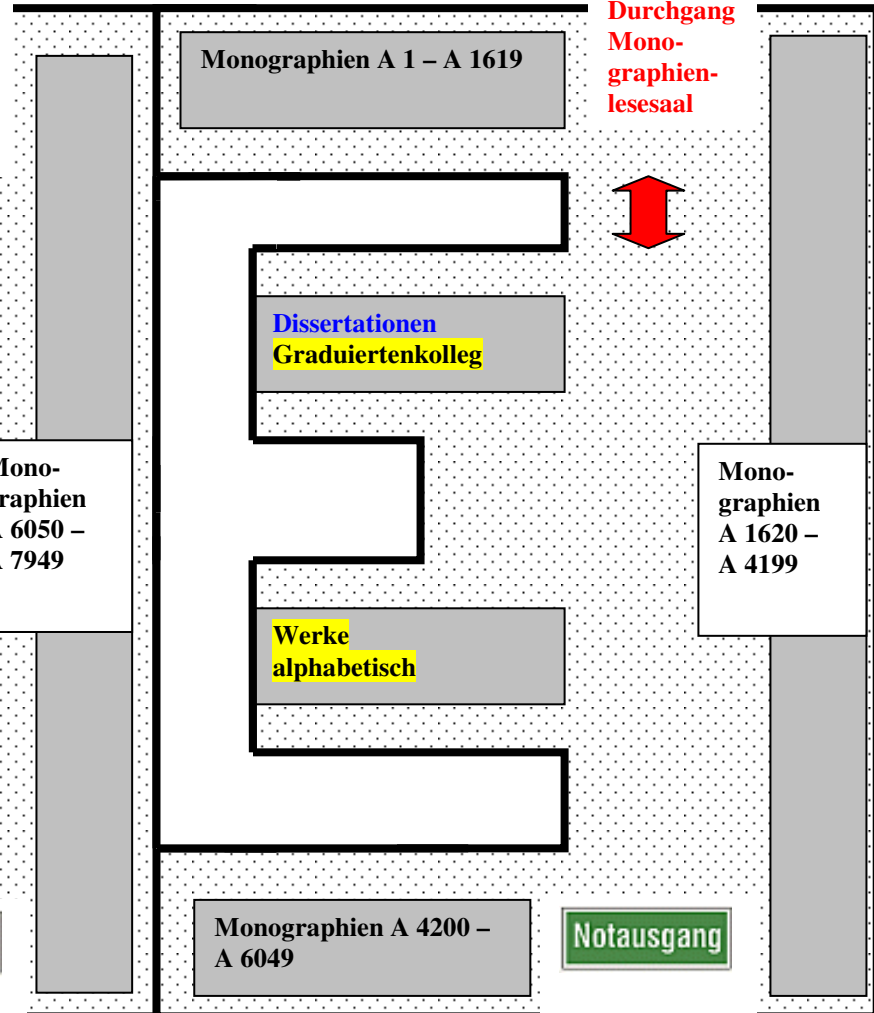 Durchgang
Mono-
graphien-
lesesaal
Monographien A 1 – A 1619
Dissertationen
Graduiertenkolleg
Mono-
graphien
A 6050 –
A 7949
Mono-
graphien
A 1620 –
A 4199
Werke
alphabetisch
Monographien A 4200 –
A 6049
Notausgang